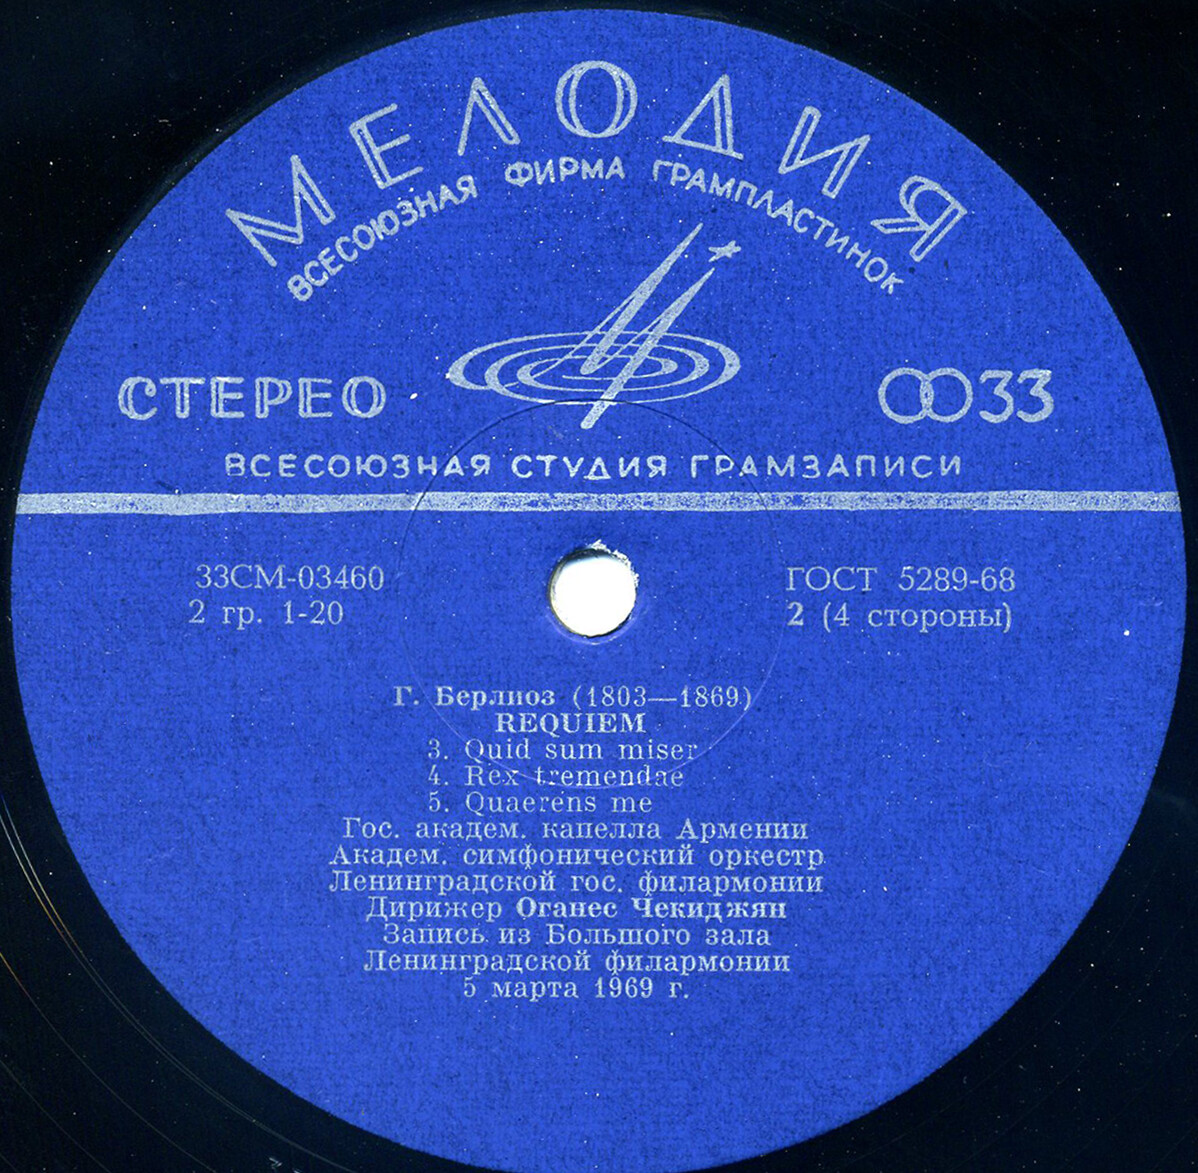 МЕЛОДИЯ
ВСЕСОЮЗНАЯ ФИРМА ГРАМПЛАСТИНОК
СТЕРЕО
33
ВСЕСОЮЗНАЯ СТУДИЯ ГРАМЗАПИСИ
33СМ-03460
2 гр. 1-20
ГОСТ 5289-68
2 (4 стороны)
Г. Берлиоз (1803—1869)
REQUIEM
3. Quid sum miser
4. Rex tremendae
5. Quaerens me
Гос. академ. капелла Армении
Академ. симфонический оркестр
Ленинградской гос. филармонии
Дирижер Оганес Чекиджян
Запись из Большого зала
Ленинградской филармонии
5 марта 1969 г.